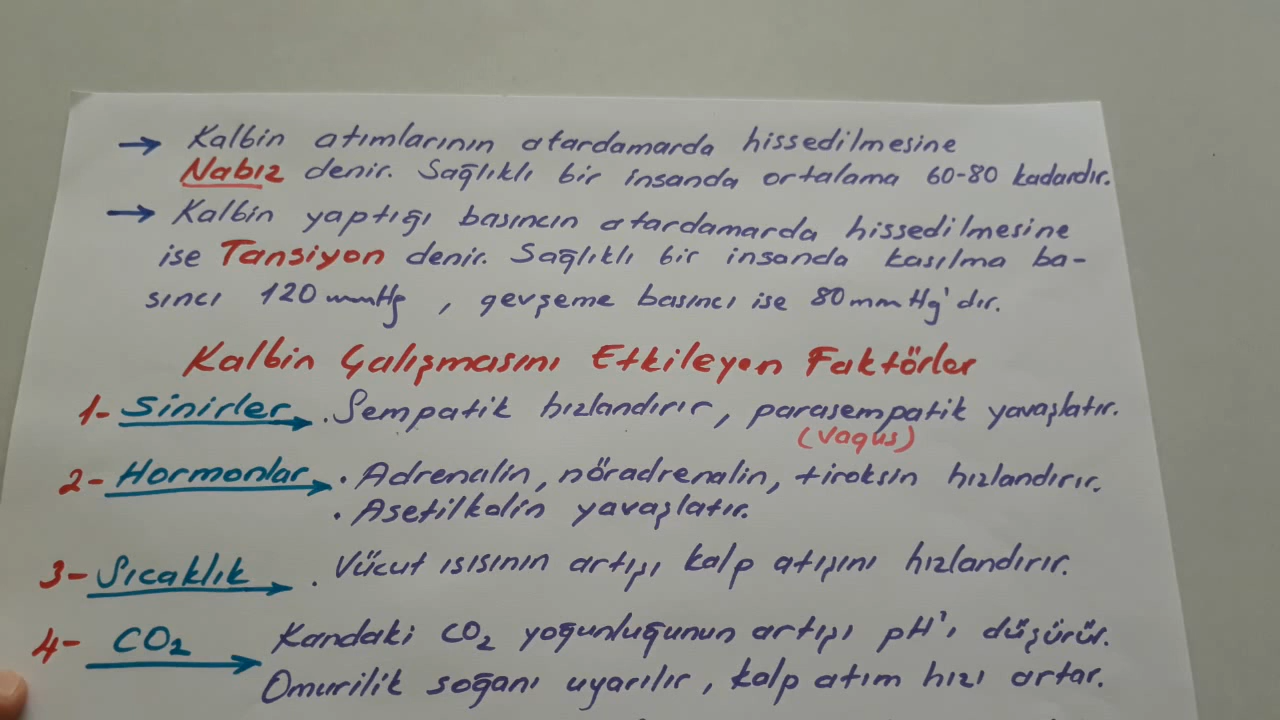 → Kalbin atımlarının atardamarda hissedilmesine
Nabız denir. Sağlıklı bir insanda ortalama 60-80 kadardır.
→ Kalbin yaptığı basıncın atardamarda hissedilmesine
ise Tansiyon denir. Sağlıklı bir insanda kasılma ba-
sıncı 120 mmHg, gevşeme basıncı ise 80 mmHg'dır.
Kalbin Çalışmasını Etkileyen Faktörler
1- Sinirler . Sempatik hızlandırır, parasempatik yavaşlatır.
(vagus)
2- Hormonlar . Adrenalin, nöradrenalin, tiroksin hızlandırır.
. Asetilkolin yavaşlatır.
3- Sıcaklık . Vücut ısısının artışı kalp atışını hızlandırır.
4- CO₂ Kandaki CO₂ yoğunluğunun artışı pH'ı düşürür.
Omurilik soğanı uyarılır, kalp atım hızı artar.